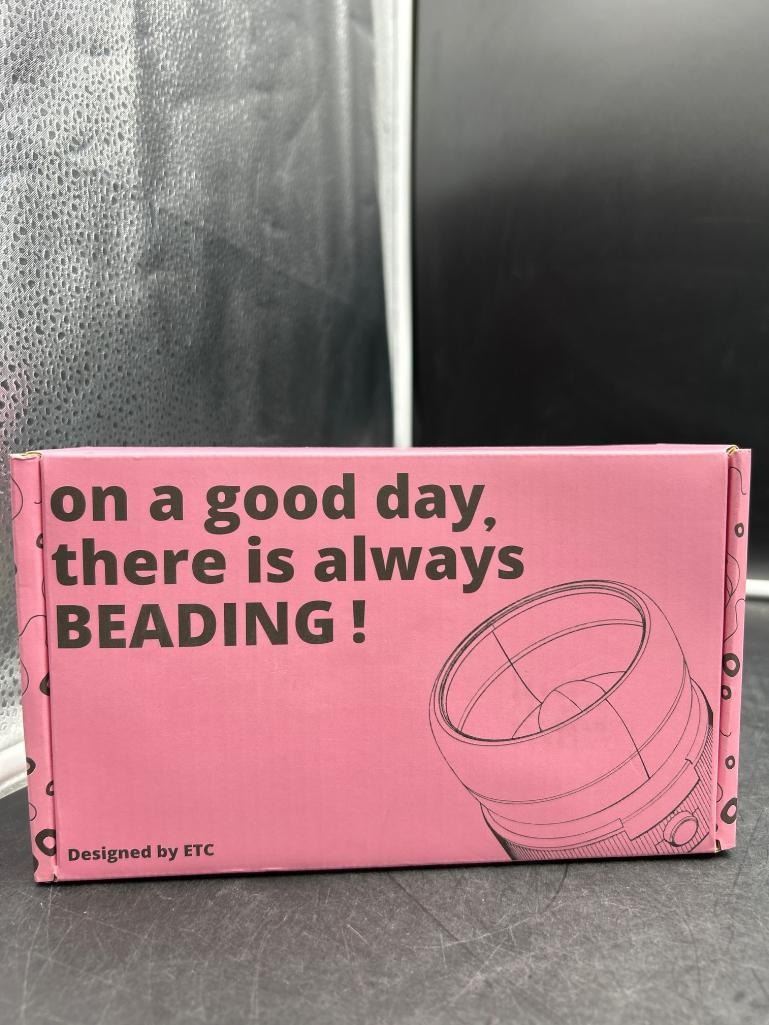 on a good day,
there is always
BEADING !
Designed by ETC